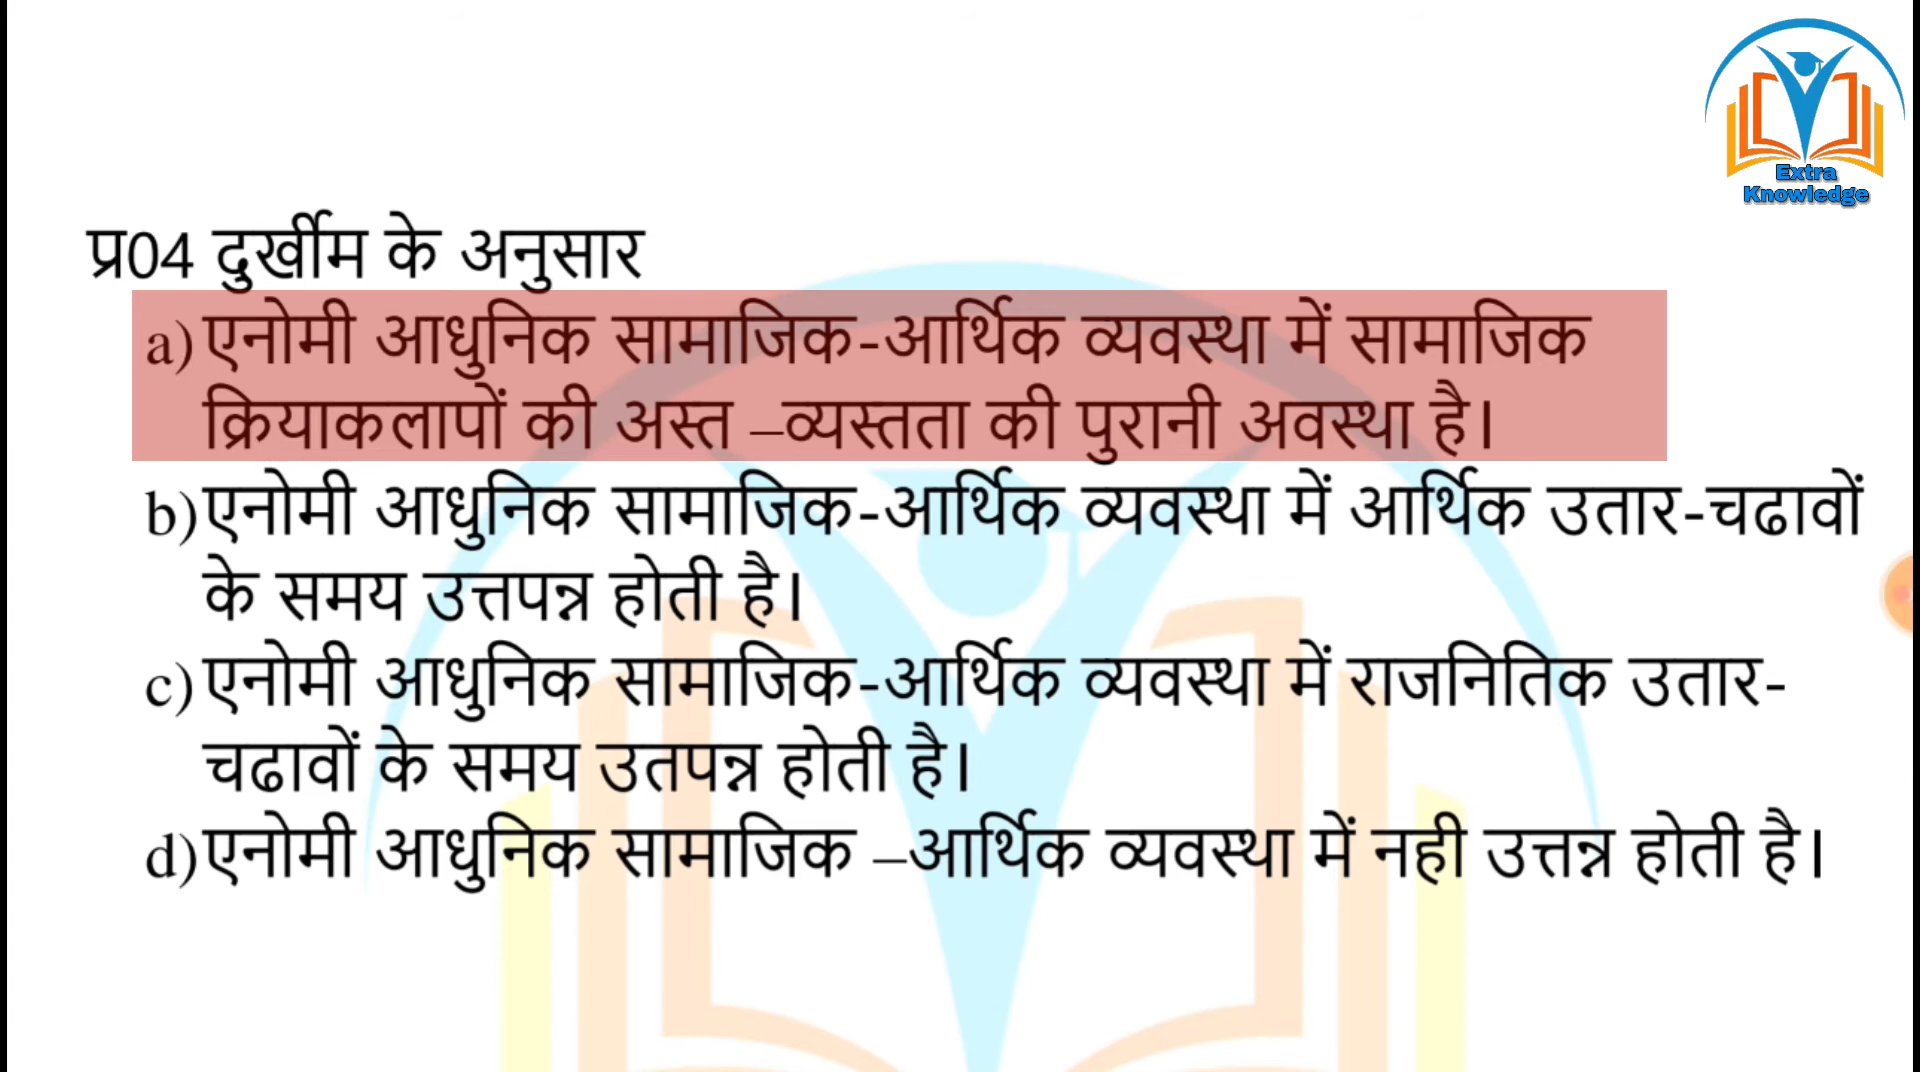 Extra
Knowledge
प्र04 दुर्खीम के अनुसार
a) एनोमी आधुनिक सामाजिक-आर्थिक व्यवस्था में सामाजिक
क्रियाकलापों की अस्त –व्यस्तता की पुरानी अवस्था है।
b) एनोमी आधुनिक सामाजिक-आर्थिक व्यवस्था में आर्थिक उतार-चढावों
के समय उत्तपन्न होती है।
c) एनोमी आधुनिक सामाजिक-आर्थिक व्यवस्था में राजनितिक उतार-
चढावों के समय उतपन्न होती है।
d) एनोमी आधुनिक सामाजिक –आर्थिक व्यवस्था में नही उत्तन्न होती है।